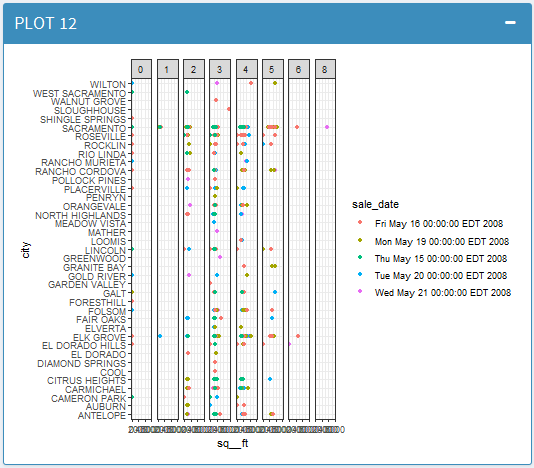 PLOT 12
0 1 2 3 4 5 6 8
WILTON
WEST SACRAMENTO
WALNUT GROVE
SLOUGHHOUSE
SHINGLE SPRINGS
SACRAMENTO
ROSEVILLE
ROCKLIN
RIO LINDA
RANCHO MURIETA
RANCHO CORDOVA
POLLOCK PINES
PLACERVILLE
PENRYN
ORANGEVALE
NORTH HIGHLANDS
MEADOW VISTA
MATHER
LOOMIS
LINCOLN
GREENWOOD
GRANITE BAY
GOLD RIVER
GARDEN VALLEY
GALT
FORESTHILL
FOLSOM
FAIR OAKS
ELVERTA
ELK GROVE
EL DORADO HILLS
EL DORADO
DIAMOND SPRINGS
COOL
CITRUS HEIGHTS
CARMICHAEL
CAMERON PARK
AUBURN
ANTELOPE
city
sq__ft
sale_date
Fri May 16 00:00:00 EDT 2008
Mon May 19 00:00:00 EDT 2008
Thu May 15 00:00:00 EDT 2008
Tue May 20 00:00:00 EDT 2008
Wed May 21 00:00:00 EDT 2008